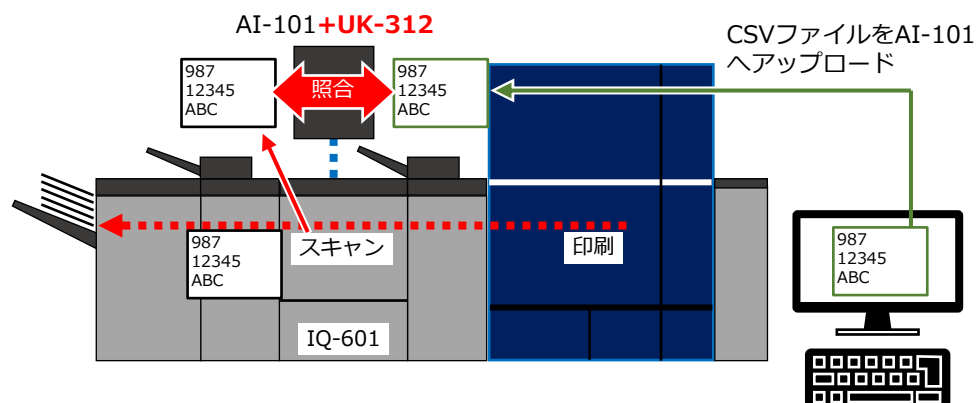 AI-101+UK-312
CSVファイルをAI-101
へアップロード
987
12345
ABC
照合
987
12345
ABC
987
12345
ABC
スキャン
印刷
987
12345
ABC
IQ-601